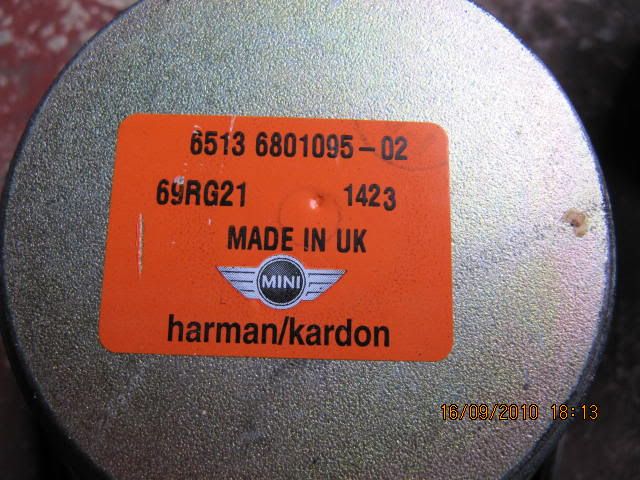 6513 6801095-02
69RG21 1423
MADE IN UK
MINI
harman/kardon
16/09/2010 18:13